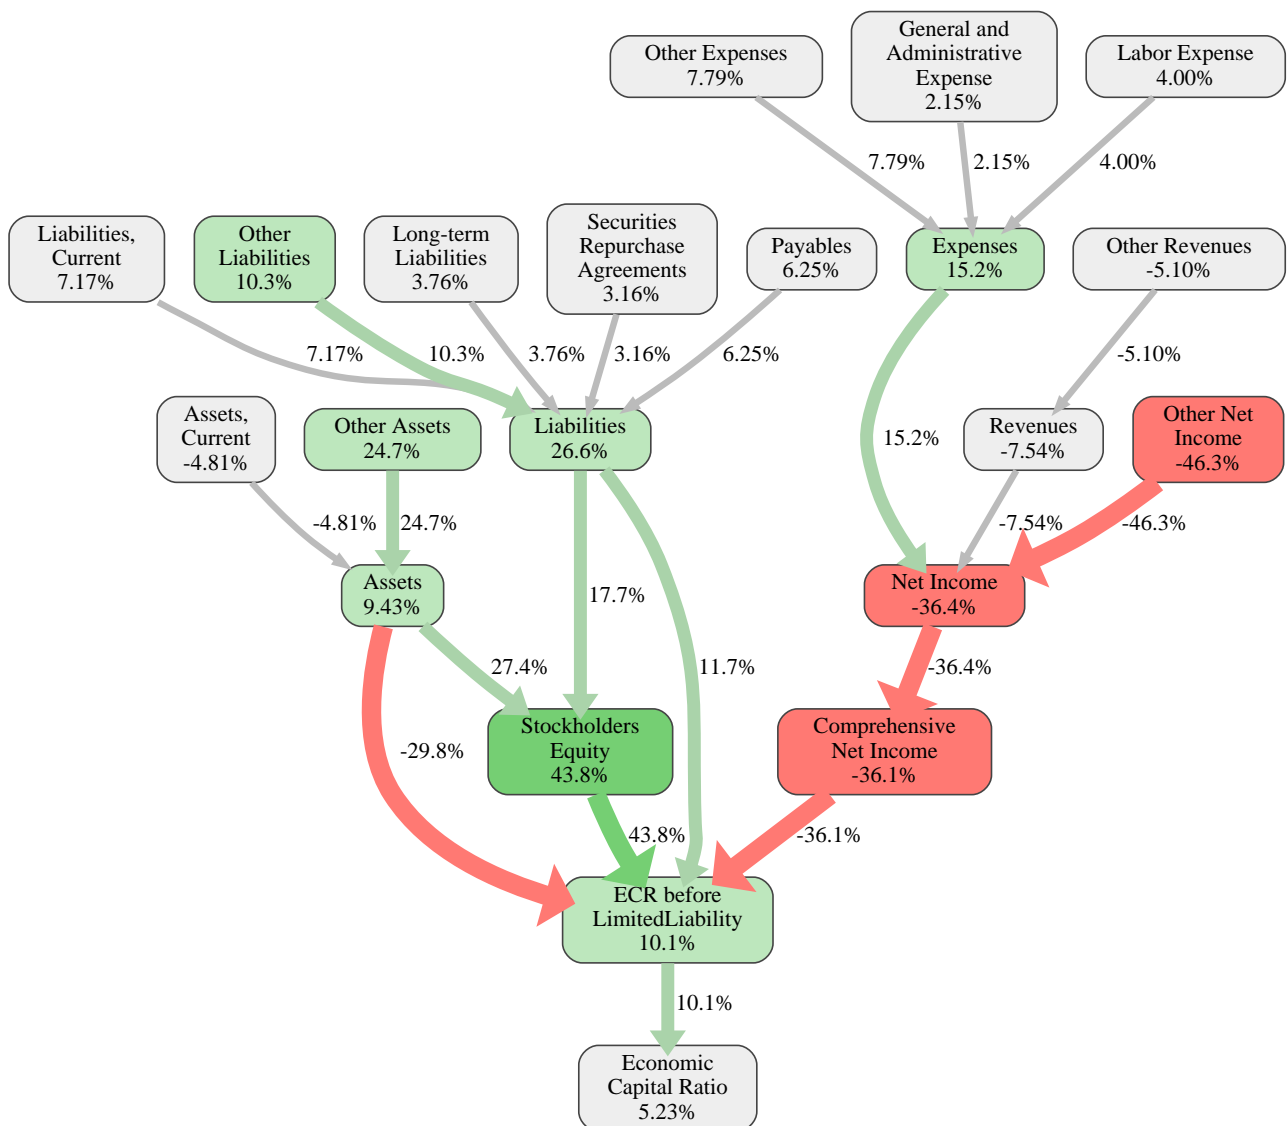 Other Expenses
7.79%
General and
Administrative
Expense
2.15%
Labor Expense
4.00%
7.79%
2.15%
4.00%
Liabilities,
Current
7.17%
Other
Liabilities
10.3%
Long-term
Liabilities
3.76%
Securities
Repurchase
Agreements
3.16%
Payables
6.25%
Expenses
15.2%
Other Revenues
-5.10%
7.17%
10.3%
3.76%
3.16%
6.25%
-5.10%
Assets,
Current
-4.81%
Other Assets
24.7%
Liabilities
26.6%
15.2%
Revenues
-7.54%
Other Net
Income
-46.3%
-4.81%
24.7%
-7.54%
-46.3%
Assets
9.43%
17.7%
Net Income
-36.4%
27.4%
11.7%
-36.4%
-29.8%
Stockholders
Equity
43.8%
Comprehensive
Net Income
-36.1%
43.8%
-36.1%
ECR before
LimitedLiability
10.1%
10.1%
Economic
Capital Ratio
5.23%